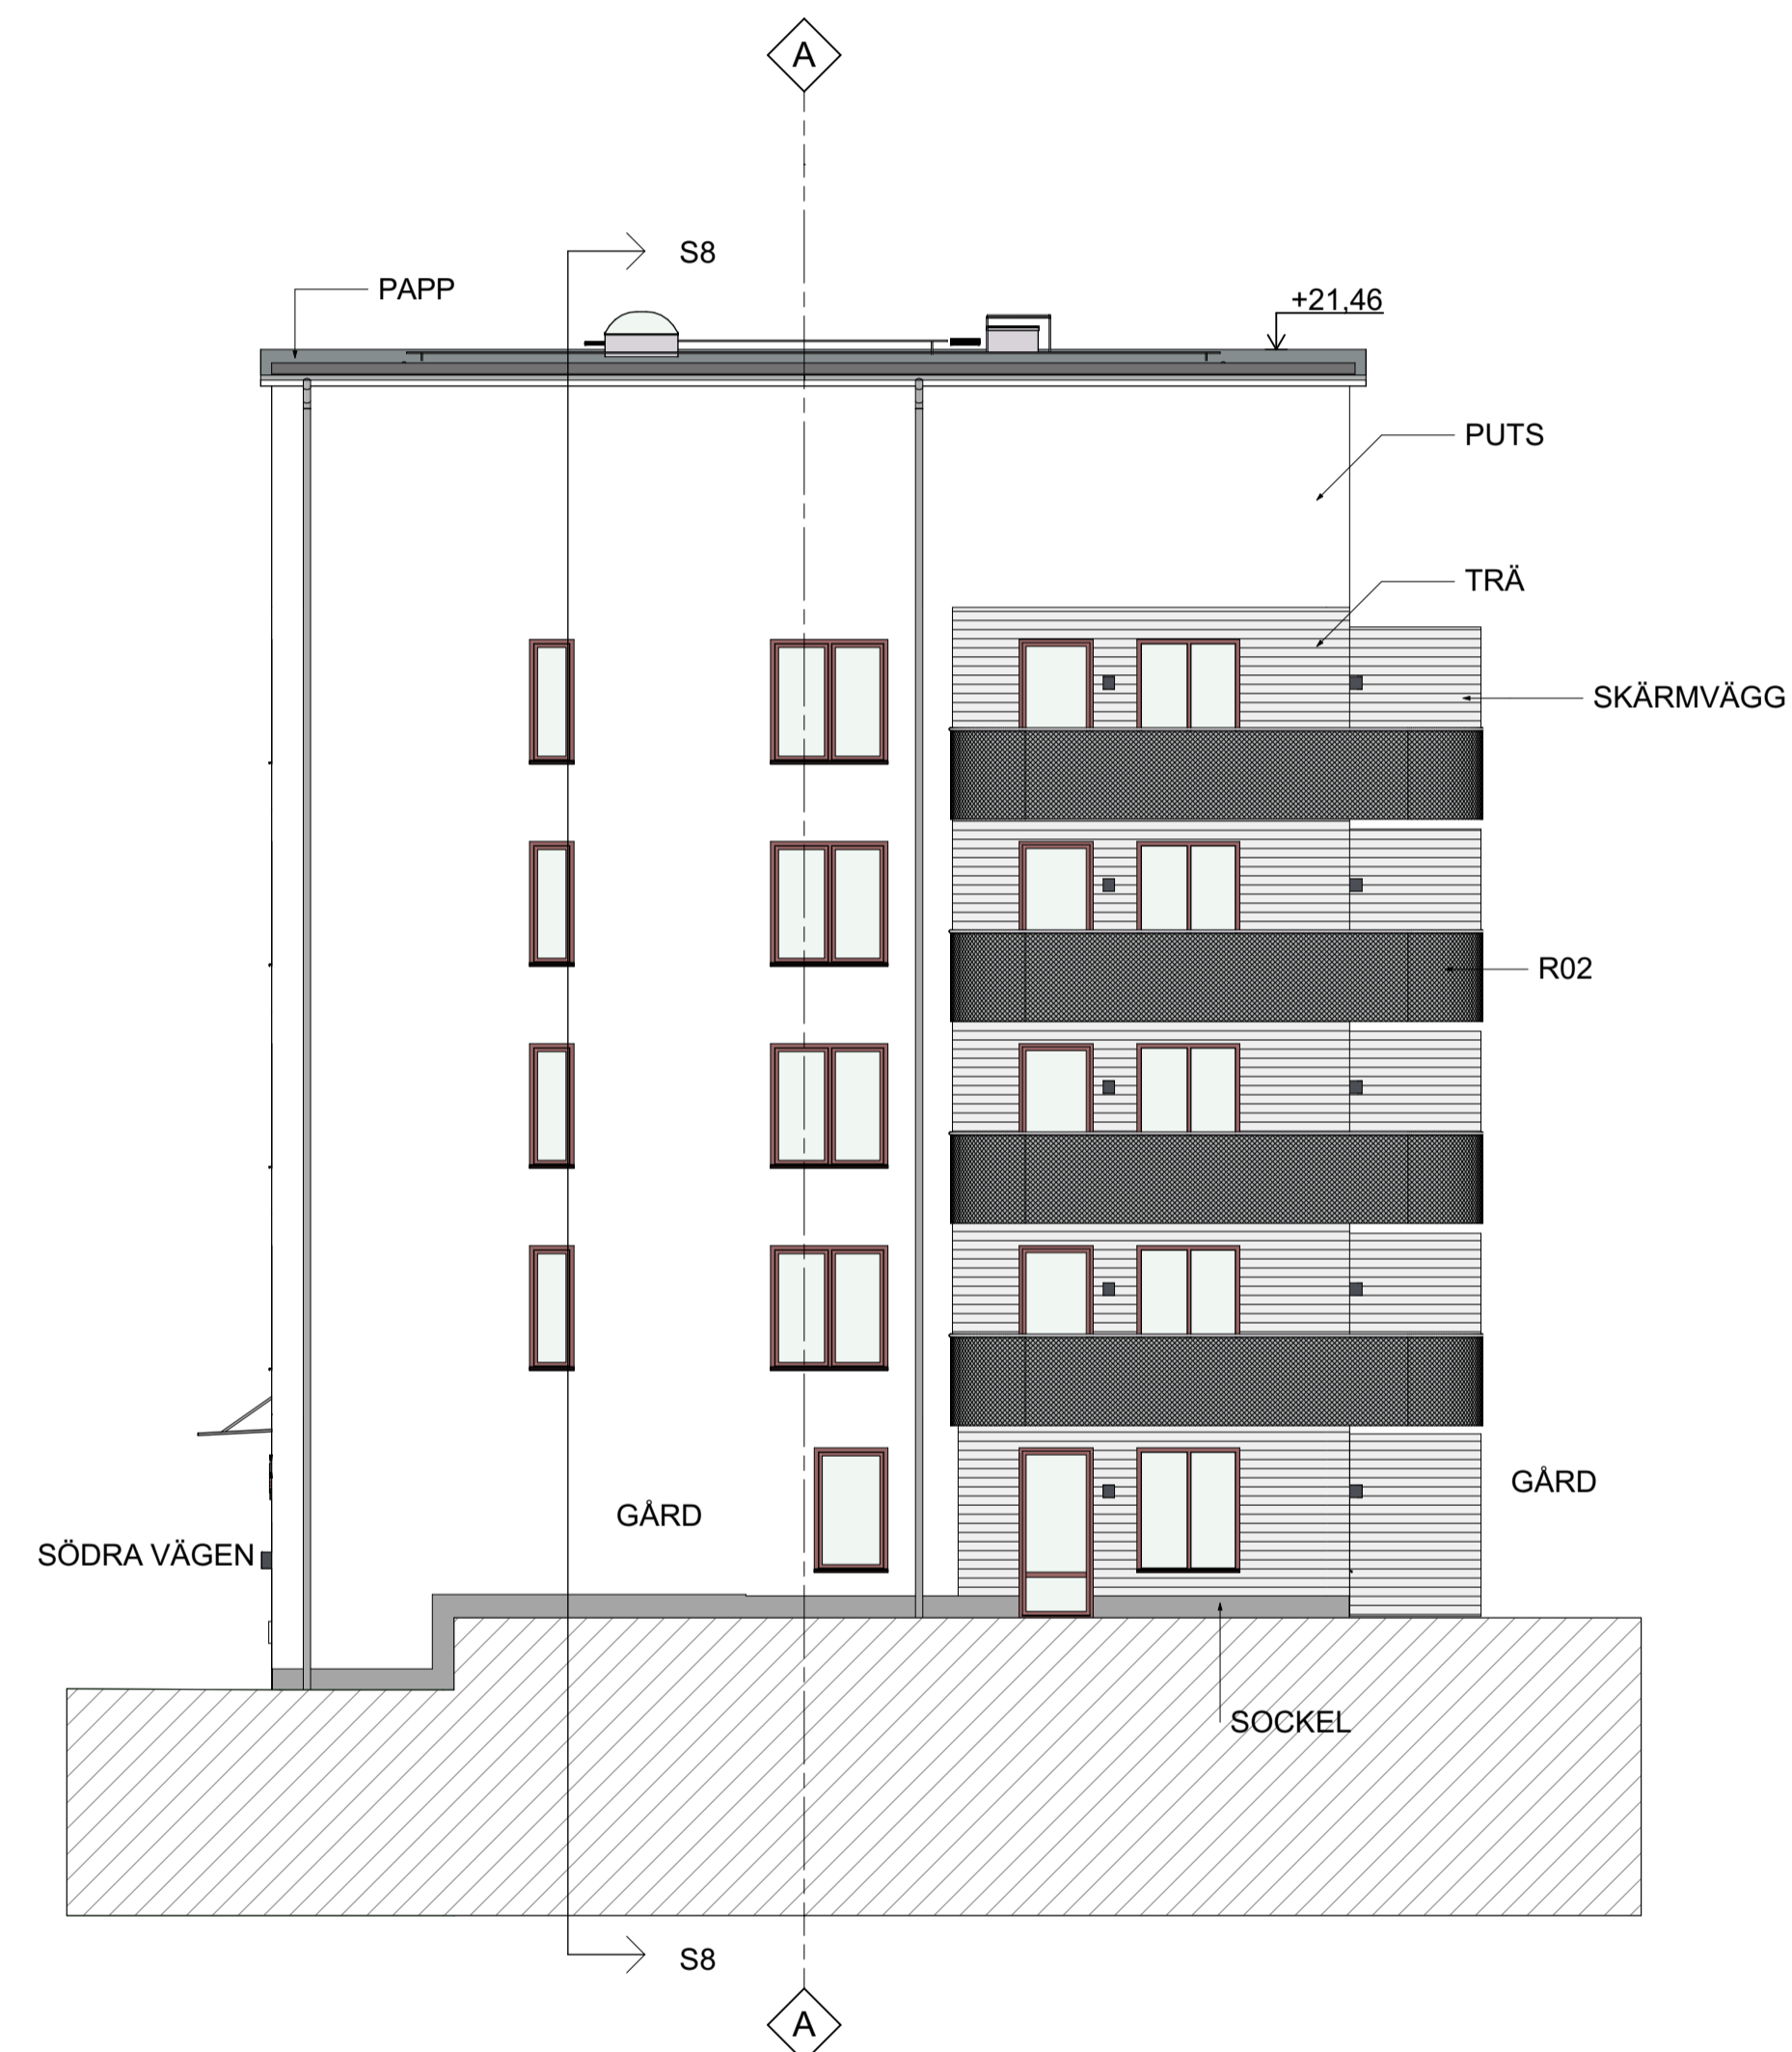 A
S8
PAPP
+21,46
PUTS
TRÄ
SKÄRMVÄGG
R02
GÅRD
GÅRD
SÖDRA VÄGEN
SOCKEL
S8
A